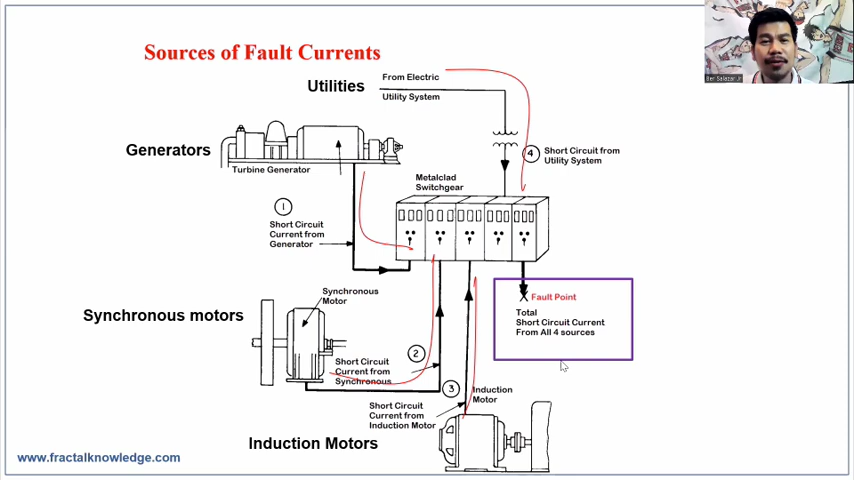 Sources of Fault Currents
Ber Salazar Jr
Utilities
From Electric
Utility System
Generators
Turbine Generator
4
Short Circuit from
Utility System
Metalclad
Switchgear
1
Short Circuit
Current from
Generator
Fault Point
Total
Short Circuit Current
From All 4 sources
Synchronous motors
Synchronous
Motor
2
Short Circuit
Current from
Synchronous
3
Induction
Motor
Short Circuit
Current from
Induction Motor
Induction Motors
www.fractalknowledge.com